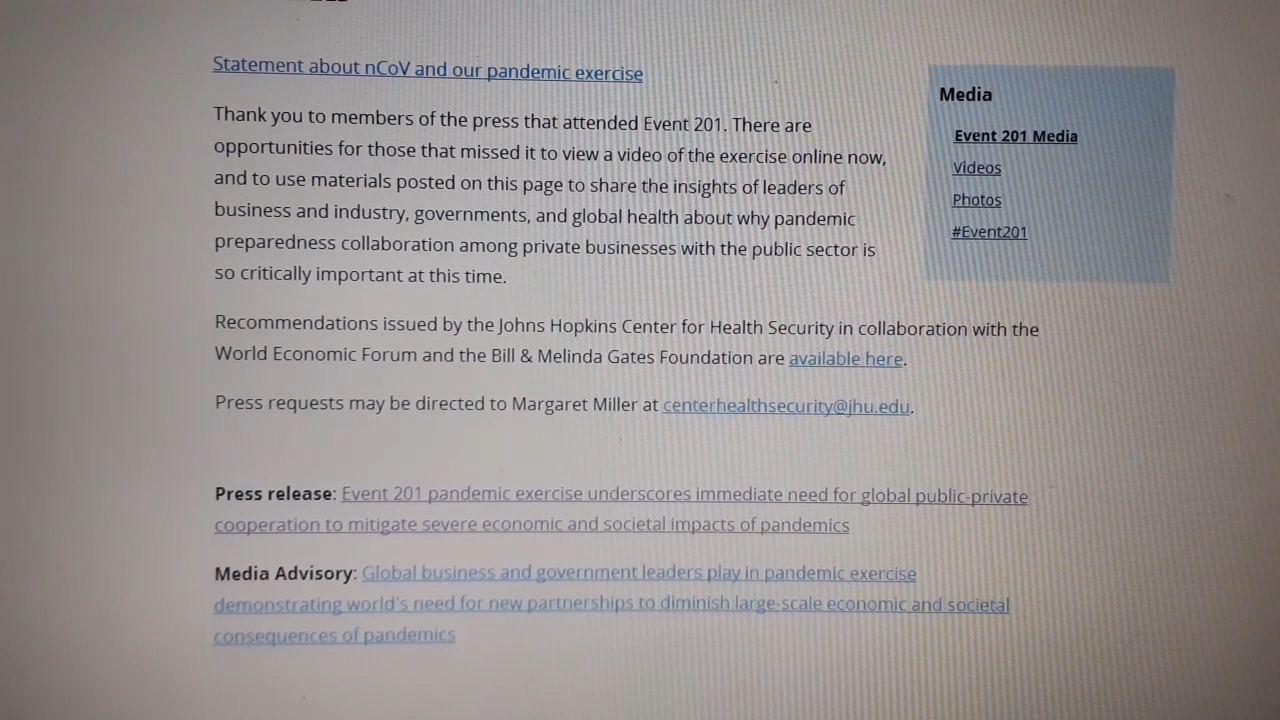 Statement about nCoV and our pandemic exercise
Thank you to members of the press that attended Event 201. There are
opportunities for those that missed it to view a video of the exercise online now,
and to use materials posted on this page to share the insights of leaders of
business and industry, governments, and global health about why pandemic
preparedness collaboration among private businesses with the public sector is
so critically important at this time.
Media
Event 201 Media
Videos
Photos
#Event201
Recommendations issued by the Johns Hopkins Center for Health Security in collaboration with the
World Economic Forum and the Bill & Melinda Gates Foundation are available here.
Press requests may be directed to Margaret Miller at centerhealthsecurity@jhu.edu.
Press release: Event 201 pandemic exercise underscores immediate need for global public-private
cooperation to mitigate severe economic and societal impacts of pandemics
Media Advisory: Global business and government leaders play in pandemic exercise
demonstrating world's need for new partnerships to diminish large-scale economic and societal
consequences of pandemics